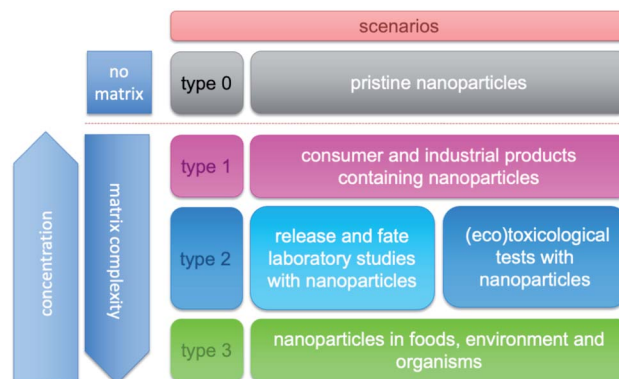 scenarios
no
matrix
type 0
pristine nanoparticles
concentration
matrix complexity
type 1
consumer and industrial products
containing nanoparticles
type 2
release and fate
laboratory studies
with nanoparticles
(eco)toxicological
tests with
nanoparticles
type 3
nanoparticles in foods, environment and
organisms